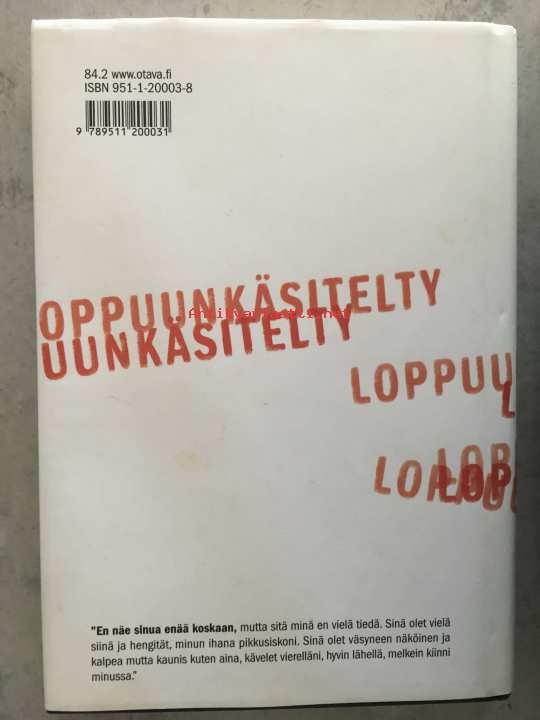 84.2 www.otava.fi
ISBN 951-1-20003-8
9 789511 200031
OPPUUNKÄSITELTY
UUNKÄSITELTY
LOPPUU
L
LOP
LOP
"En näe sinua enää koskaan, mutta sitä minä en vielä tiedä. Sinä olet vielä
siinä ja hengität, minun ihana pikkusiskoni. Sinä olet väsyneen näköinen ja
kalpea mutta kaunis kuten aina, kävelet vierelläni, hyvin lähellä, melkein kiinni
minussa."